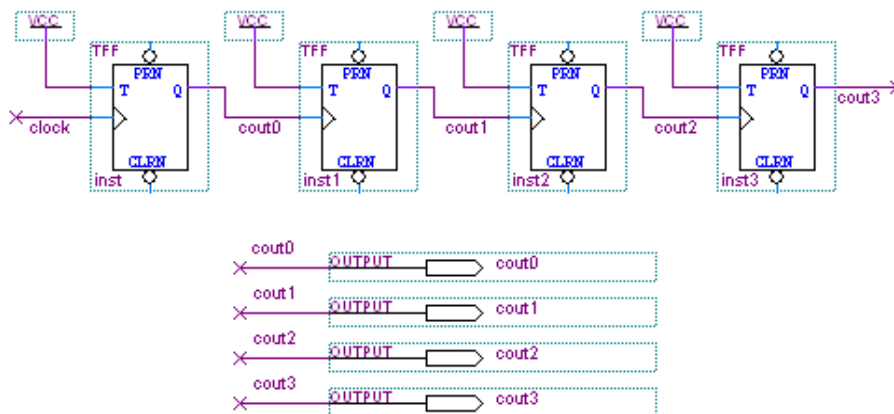 VCC VCC VCC VCC
TFF TFF TFF TFF
PRN PRN PRN PRN
T Q T Q T Q T Q
clock cout0 cout1 cout2 cout3
CLRN CLRN CLRN CLRN
inst inst1 inst2 inst3
cout0 OUTPUT cout0
cout1 OUTPUT cout1
cout2 OUTPUT cout2
cout3 OUTPUT cout3